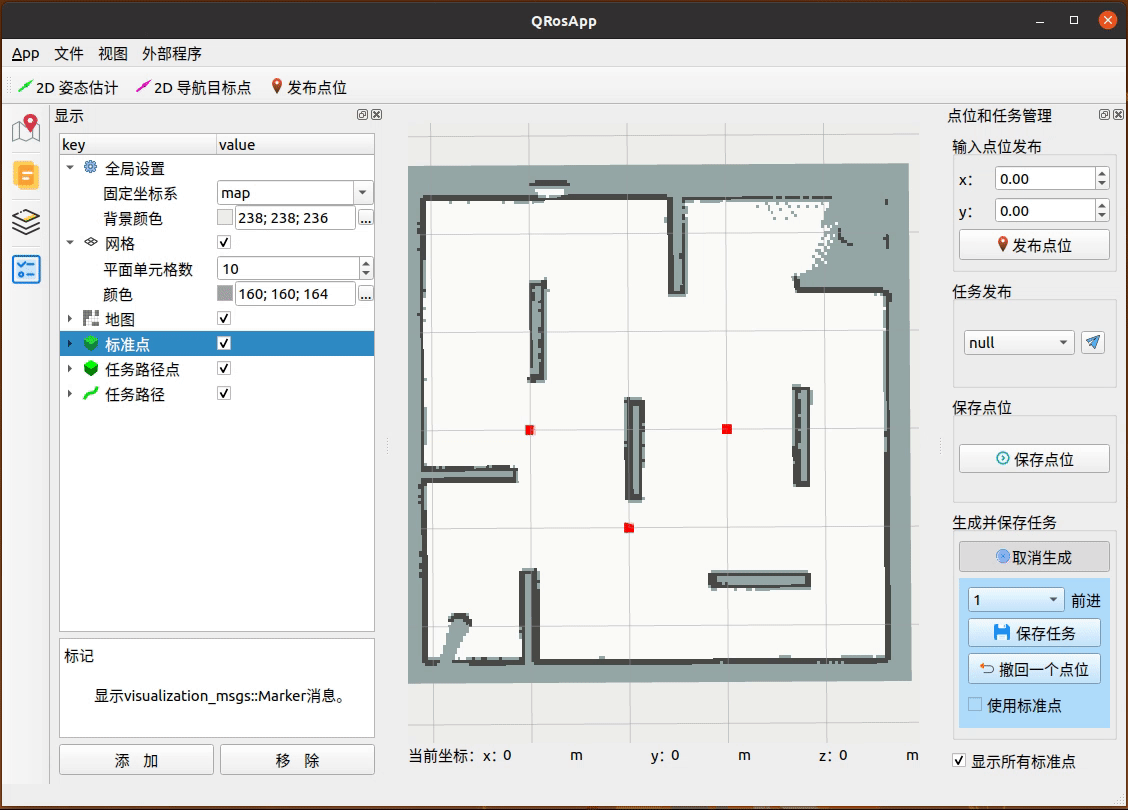 QRosApp
App 文件 视图 外部程序
2D 姿态估计 2D 导航目标点 发布点位
显示
key value
全局设置
固定坐标系 map
背景颜色 238; 238; 236 ...
网格
平面单元格数 10
颜色 160; 160; 164 ...
地图
标准点
任务路径点
任务路径
标记
显示visualization_msgs::Marker消息。
添 加 移 除
当前坐标：x：0 m y：0 m z：0 m
点位和任务管理
输入点位发布
x： 0.00
y： 0.00
发布点位
任务发布
null
保存点位
保存点位
生成并保存任务
取消生成
1 前进
保存任务
撤回一个点位
使用标准点
显示所有标准点